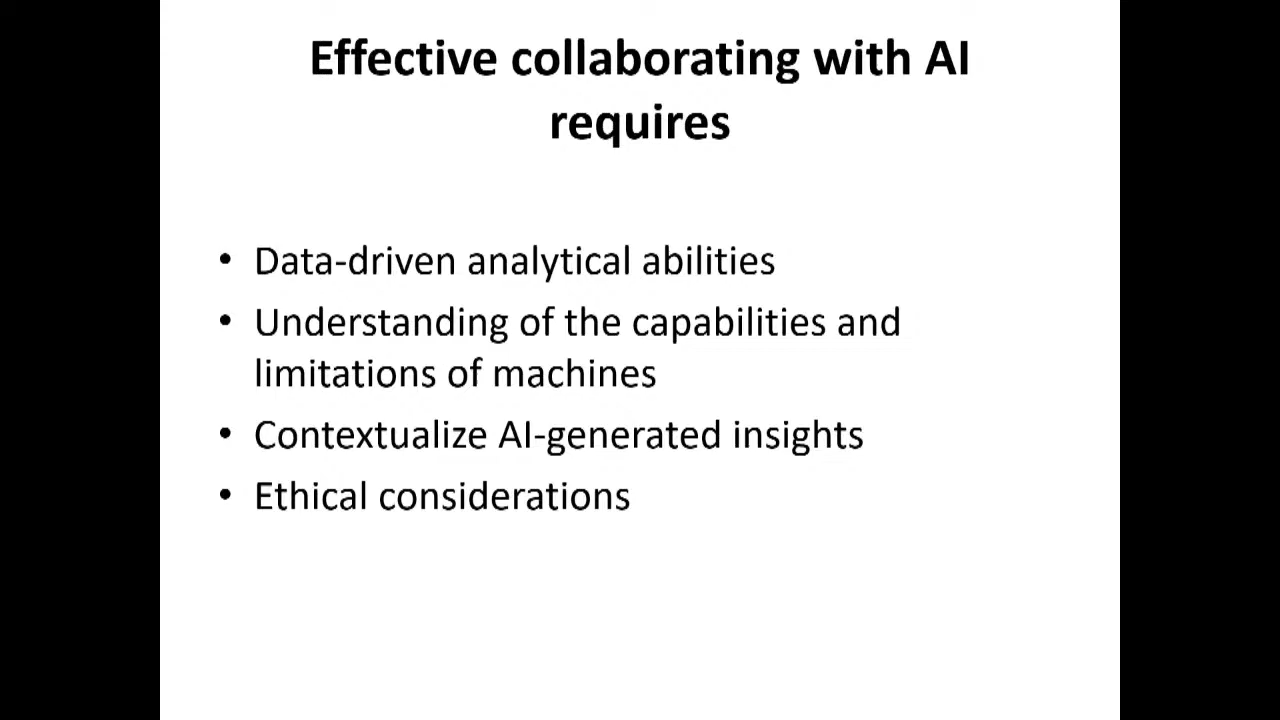 Effective collaborating with AI
requires
• Data-driven analytical abilities
• Understanding of the capabilities and
limitations of machines
• Contextualize AI-generated insights
• Ethical considerations